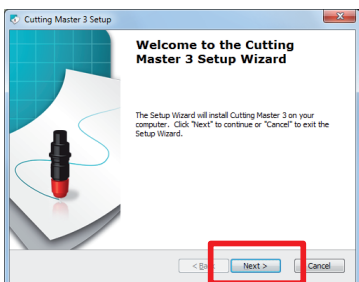 Cutting Master 3 Setup
Welcome to the Cutting
Master 3 Setup Wizard
The Setup Wizard will install Cutting Master 3 on your
computer. Click "Next" to continue or "Cancel" to exit the
Setup Wizard.
Next > Cancel